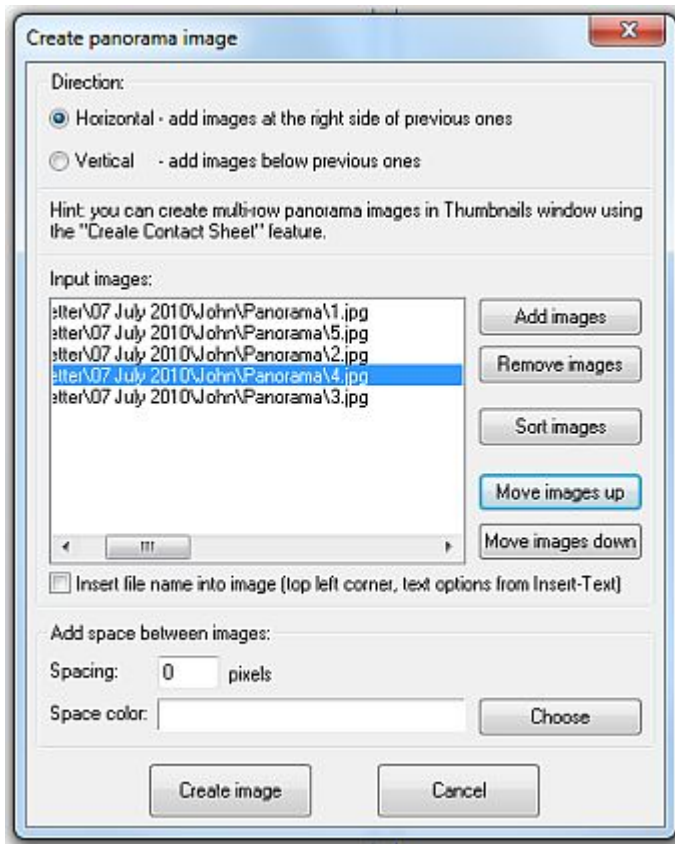 Create panorama image
Direction:
Horizontal - add images at the right side of previous ones
Vertical - add images below previous ones
Hint: you can create multi-row panorama images in Thumbnails window using
the "Create Contact Sheet" feature.
Input images:
etter\07 July 2010\John\Panorama\1.jpg
etter\07 July 2010\John\Panorama\5.jpg
etter\07 July 2010\John\Panorama\2.jpg
etter\07 July 2010\John\Panorama\4.jpg
etter\07 July 2010\John\Panorama\3.jpg
Add images
Remove images
Sort images
Move images up
Move images down
Insert file name into image (top left corner, text options from Insert-Text)
Add space between images:
Spacing: 0 pixels
Space color:
Choose
Create image
Cancel